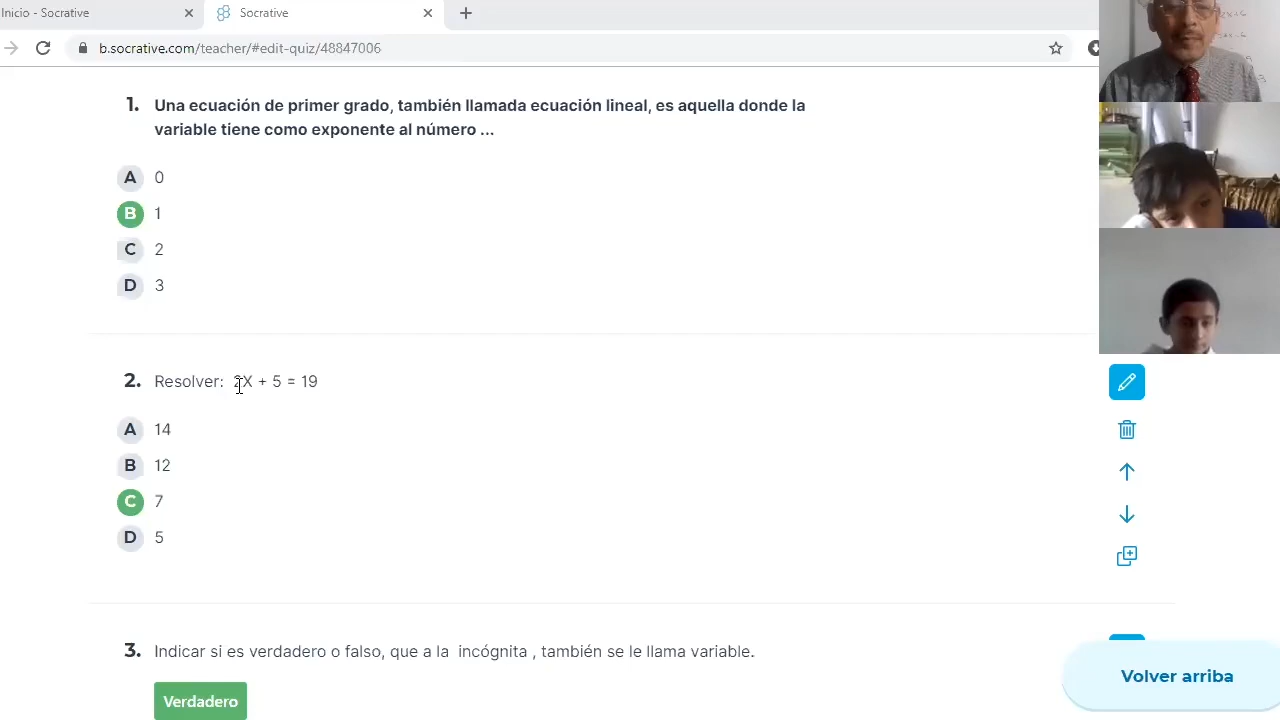 Inicio - Socrative
Socrative
b.socrative.com/teacher/#edit-quiz/48847006
1. Una ecuación de primer grado, también llamada ecuación lineal, es aquella donde la
variable tiene como exponente al número ...
A 0
B 1
C 2
D 3
2. Resolver: 2X + 5 = 19
A 14
B 12
C 7
D 5
3. Indicar si es verdadero o falso, que a la incógnita , también se le llama variable.
Verdadero
Volver arriba